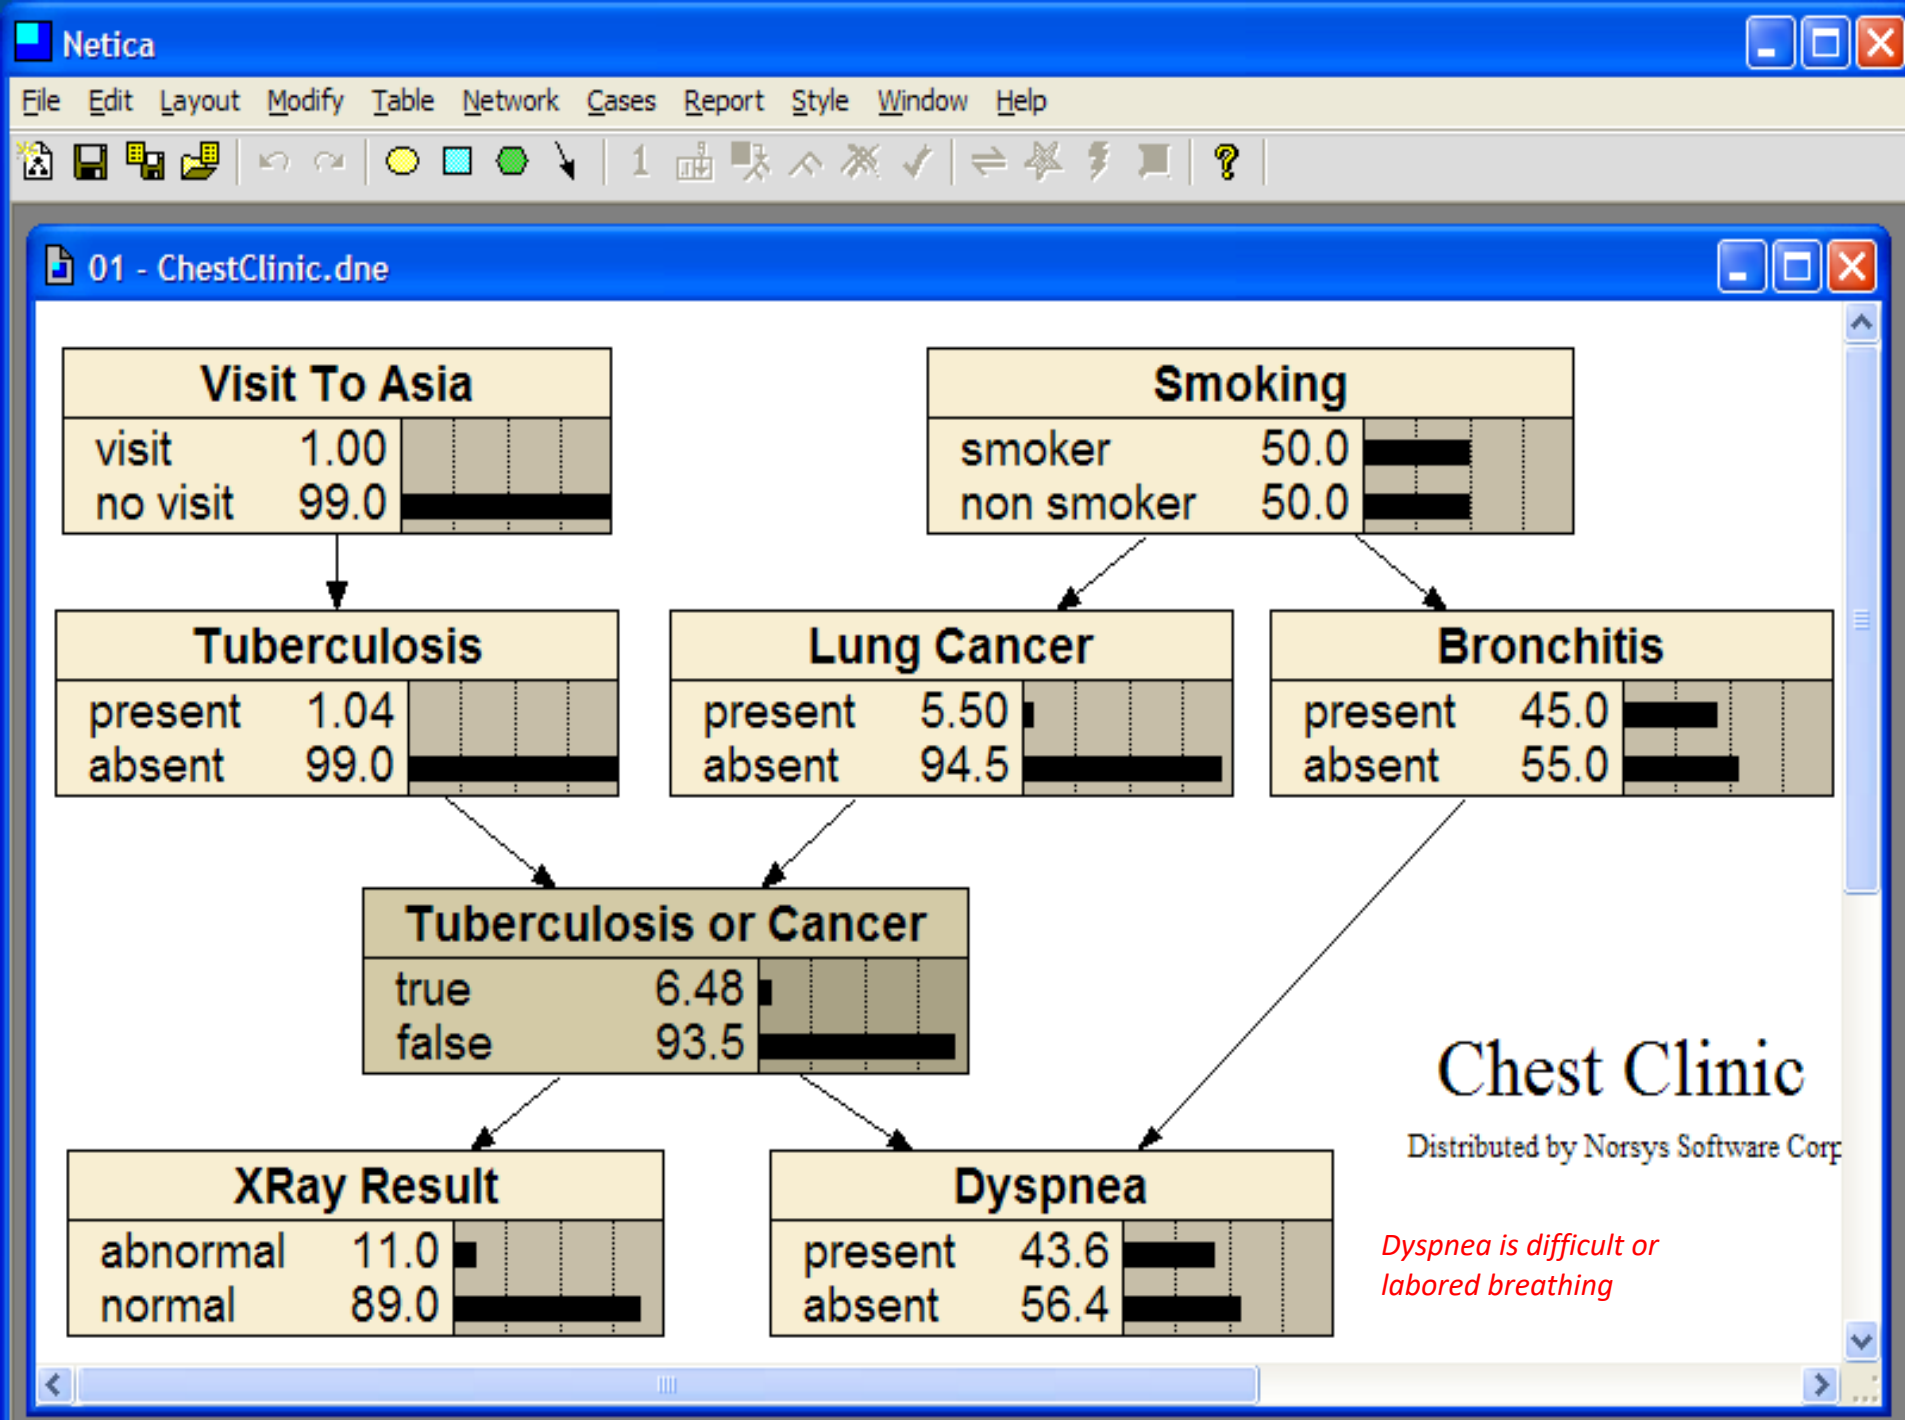 Netica
File Edit Layout Modify Table Network Cases Report Style Window Help
1
?
01 - ChestClinic.dne
Visit To Asia
visit 1.00
no visit 99.0
Smoking
smoker 50.0
non smoker 50.0
Tuberculosis
present 1.04
absent 99.0
Lung Cancer
present 5.50
absent 94.5
Bronchitis
present 45.0
absent 55.0
Tuberculosis or Cancer
true 6.48
false 93.5
Chest Clinic
Distributed by Norsys Software Corp
XRay Result
abnormal 11.0
normal 89.0
Dyspnea
present 43.6
absent 56.4
Dyspnea is difficult or
labored breathing